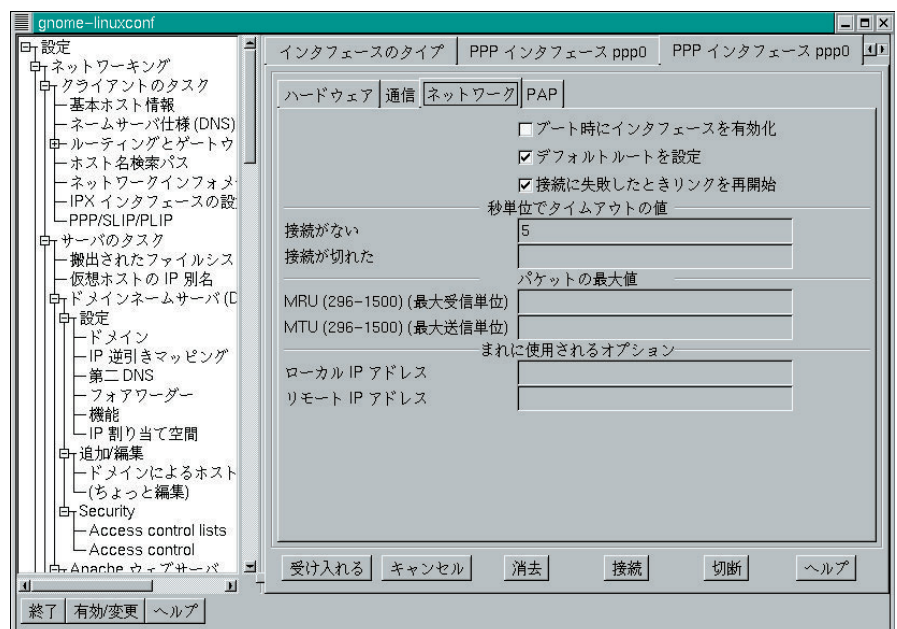 gnome-linuxconf
設定
ネットワーキング
クライアントのタスク
基本ホスト情報
ネームサーバ仕様 (DNS)
ルーティングとゲートウ
ホスト名検索パス
ネットワークインフォメ
IPX インタフェースの設
PPP/SLIP/PLIP
サーバのタスク
搬出されたファイルシス
仮想ホストの IP 別名
ドメインネームサーバ (D
設定
ドメイン
IP 逆引きマッピング
第二 DNS
フォアワーダー
機能
IP 割り当て空間
追加/編集
ドメインによるホスト
(ちょっと編集)
Security
Access control lists
Access control
Apache ウェブサーバ
インタフェースのタイプ PPP インタフェース ppp0 PPP インタフェース ppp0
ハードウェア 通信 ネットワーク PAP
ブート時にインタフェースを有効化
デフォルトルートを設定
接続に失敗したときリンクを再開始
秒単位でタイムアウトの値
接続がない 5
接続が切れた
パケットの最大値
MRU (296-1500) (最大受信単位)
MTU (296-1500) (最大送信単位)
まれに使用されるオプション
ローカル IP アドレス
リモート IP アドレス
受け入れる キャンセル 消去 接続 切断 ヘルプ
終了 有効/変更 ヘルプ